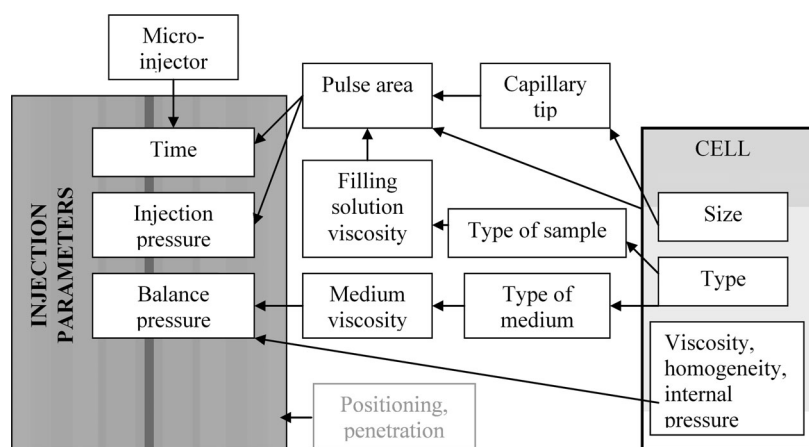 Micro-
injector
Pulse area
Capillary
tip
CELL
Time
INJECTION
PARAMETERS
Injection
pressure
Filling
solution
viscosity
Type of sample
Size
Balance
pressure
Medium
viscosity
Type of
medium
Type
Viscosity,
homogeneity,
internal
pressure
Positioning,
penetration